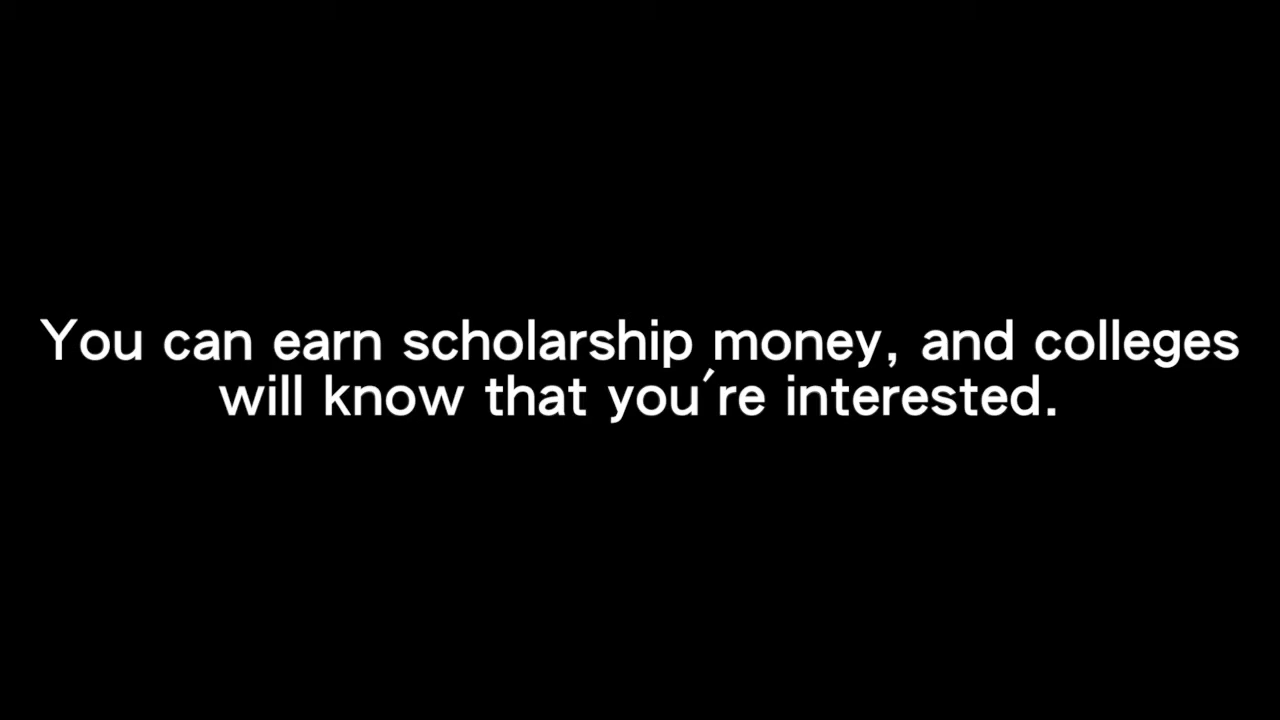 You can earn scholarship money, and colleges
will know that you're interested.